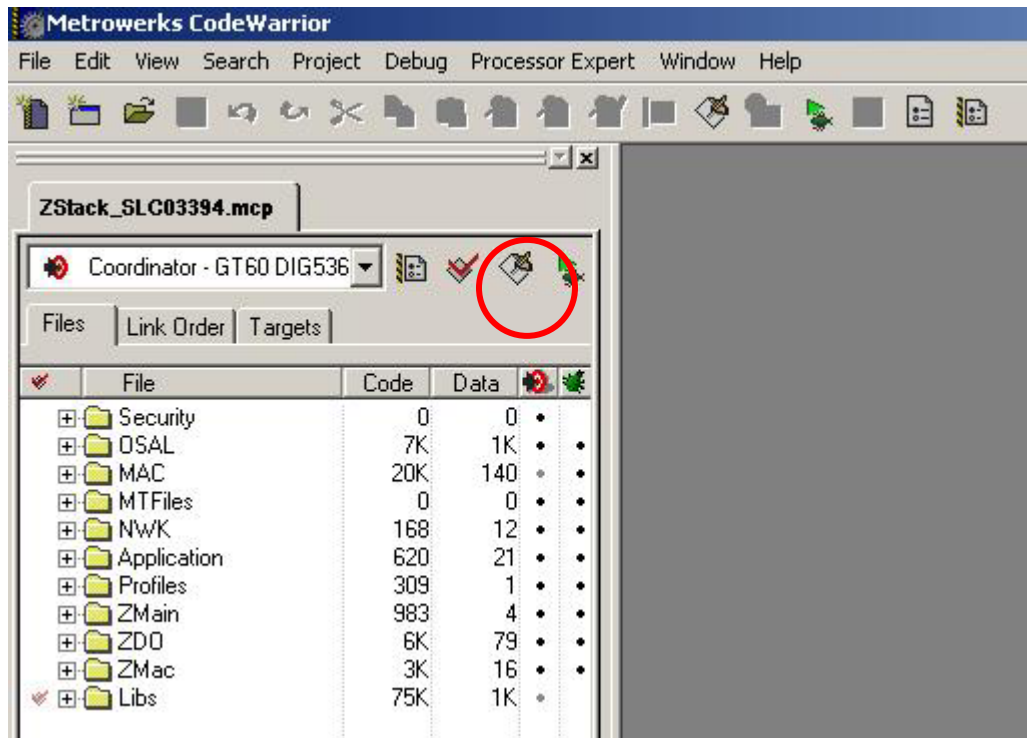 Metrowerks CodeWarrior
File Edit View Search Project Debug Processor Expert Window Help
ZStack_SLC03394.mcp
Coordinator - GT60 DIG536
Files Link Order Targets
File Code Data
Security 0 0
OSAL 7K 1K
MAC 20K 140
MTFiles 0 0
NWK 168 12
Application 620 21
Profiles 309 1
ZMain 983 4
ZDO 6K 79
ZMac 3K 16
Libs 75K 1K